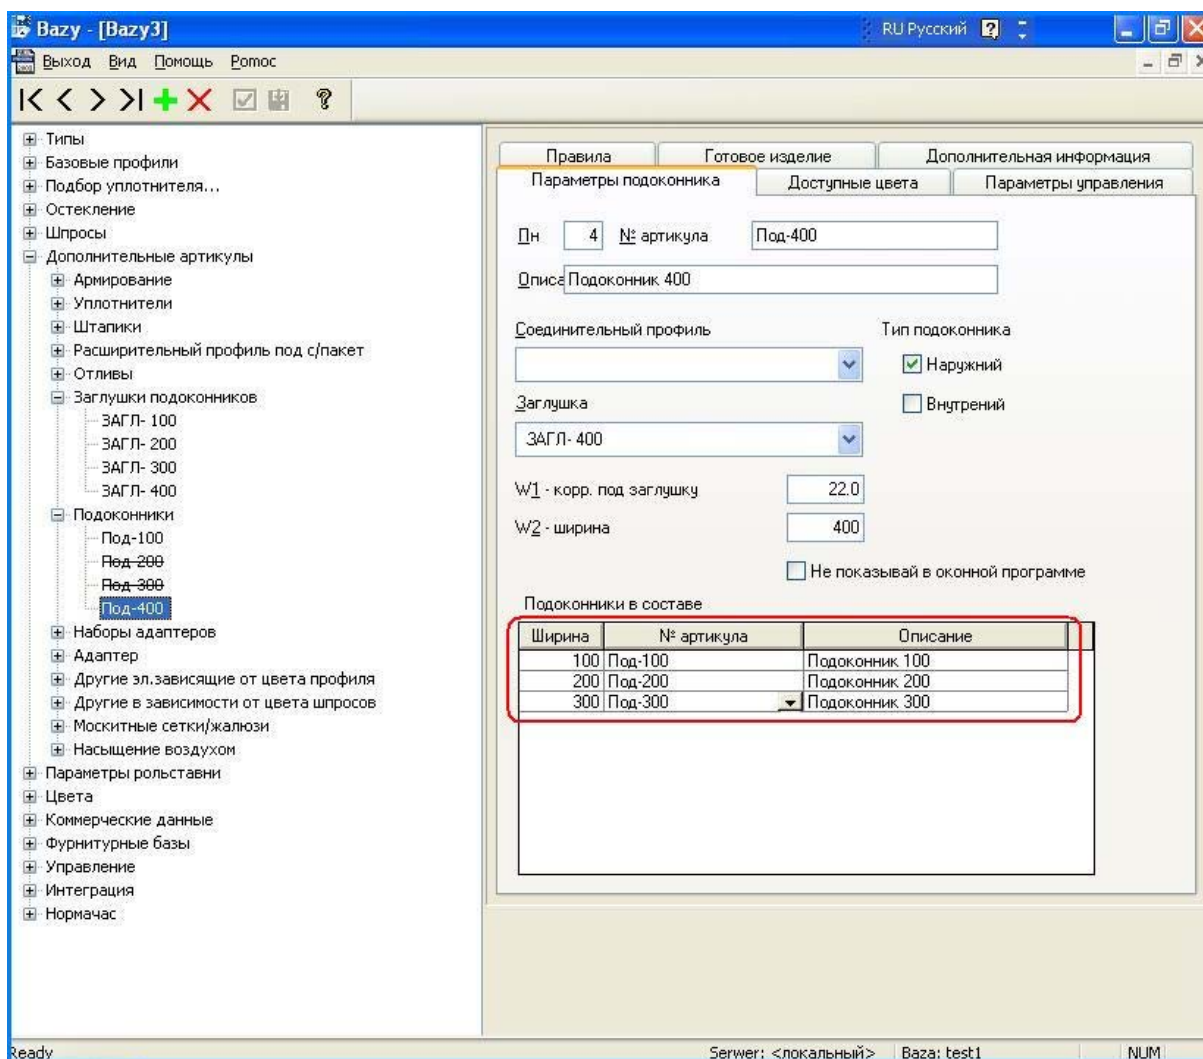 Bazy - [Bazy3]
RU Русский
Выход Вид Помощь Pomoc
Типы
Базовые профили
Подбор уплотнителя...
Остекление
Шпросы
Дополнительные артикулы
Армирование
Уплотнители
Штапики
Расширительный профиль под с/пакет
Отливы
Заглушки подоконников
ЗАГЛ- 100
ЗАГЛ- 200
ЗАГЛ- 300
ЗАГЛ- 400
Подоконники
Под-100
Под-200
Под-300
Под-400
Наборы адаптеров
Адаптер
Другие эл.зависящие от цвета профиля
Другие в зависимости от цвета шпросов
Москитные сетки/жалюзи
Насыщение воздухом
Параметры рольставни
Цвета
Коммерческие данные
Фурнитурные базы
Управление
Интеграция
Нормачас
Правила Готовое изделие Дополнительная информация
Параметры подоконника Доступные цвета Параметры управления
Пн 4 № артикула Под-400
Описа Подоконник 400
Соединительный профиль Тип подоконника
Наружний
Заглушка Внутрений
ЗАГЛ- 400
W1 - корр. под заглушку 22.0
W2 - ширина 400
Не показывай в оконной программе
Подоконники в составе
Ширина № артикула Описание
100 Под-100 Подоконник 100
200 Под-200 Подоконник 200
300 Под-300 Подоконник 300
Ready Serwer: <локальный> Baza: test1 NUM